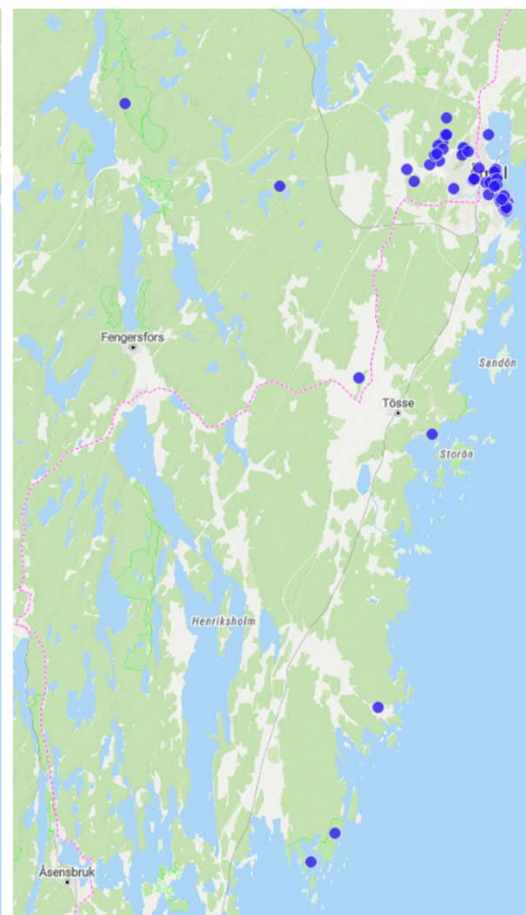 Fengersfors
Sandön
Tösse
Storön
Henriksholm
Åsensbruk